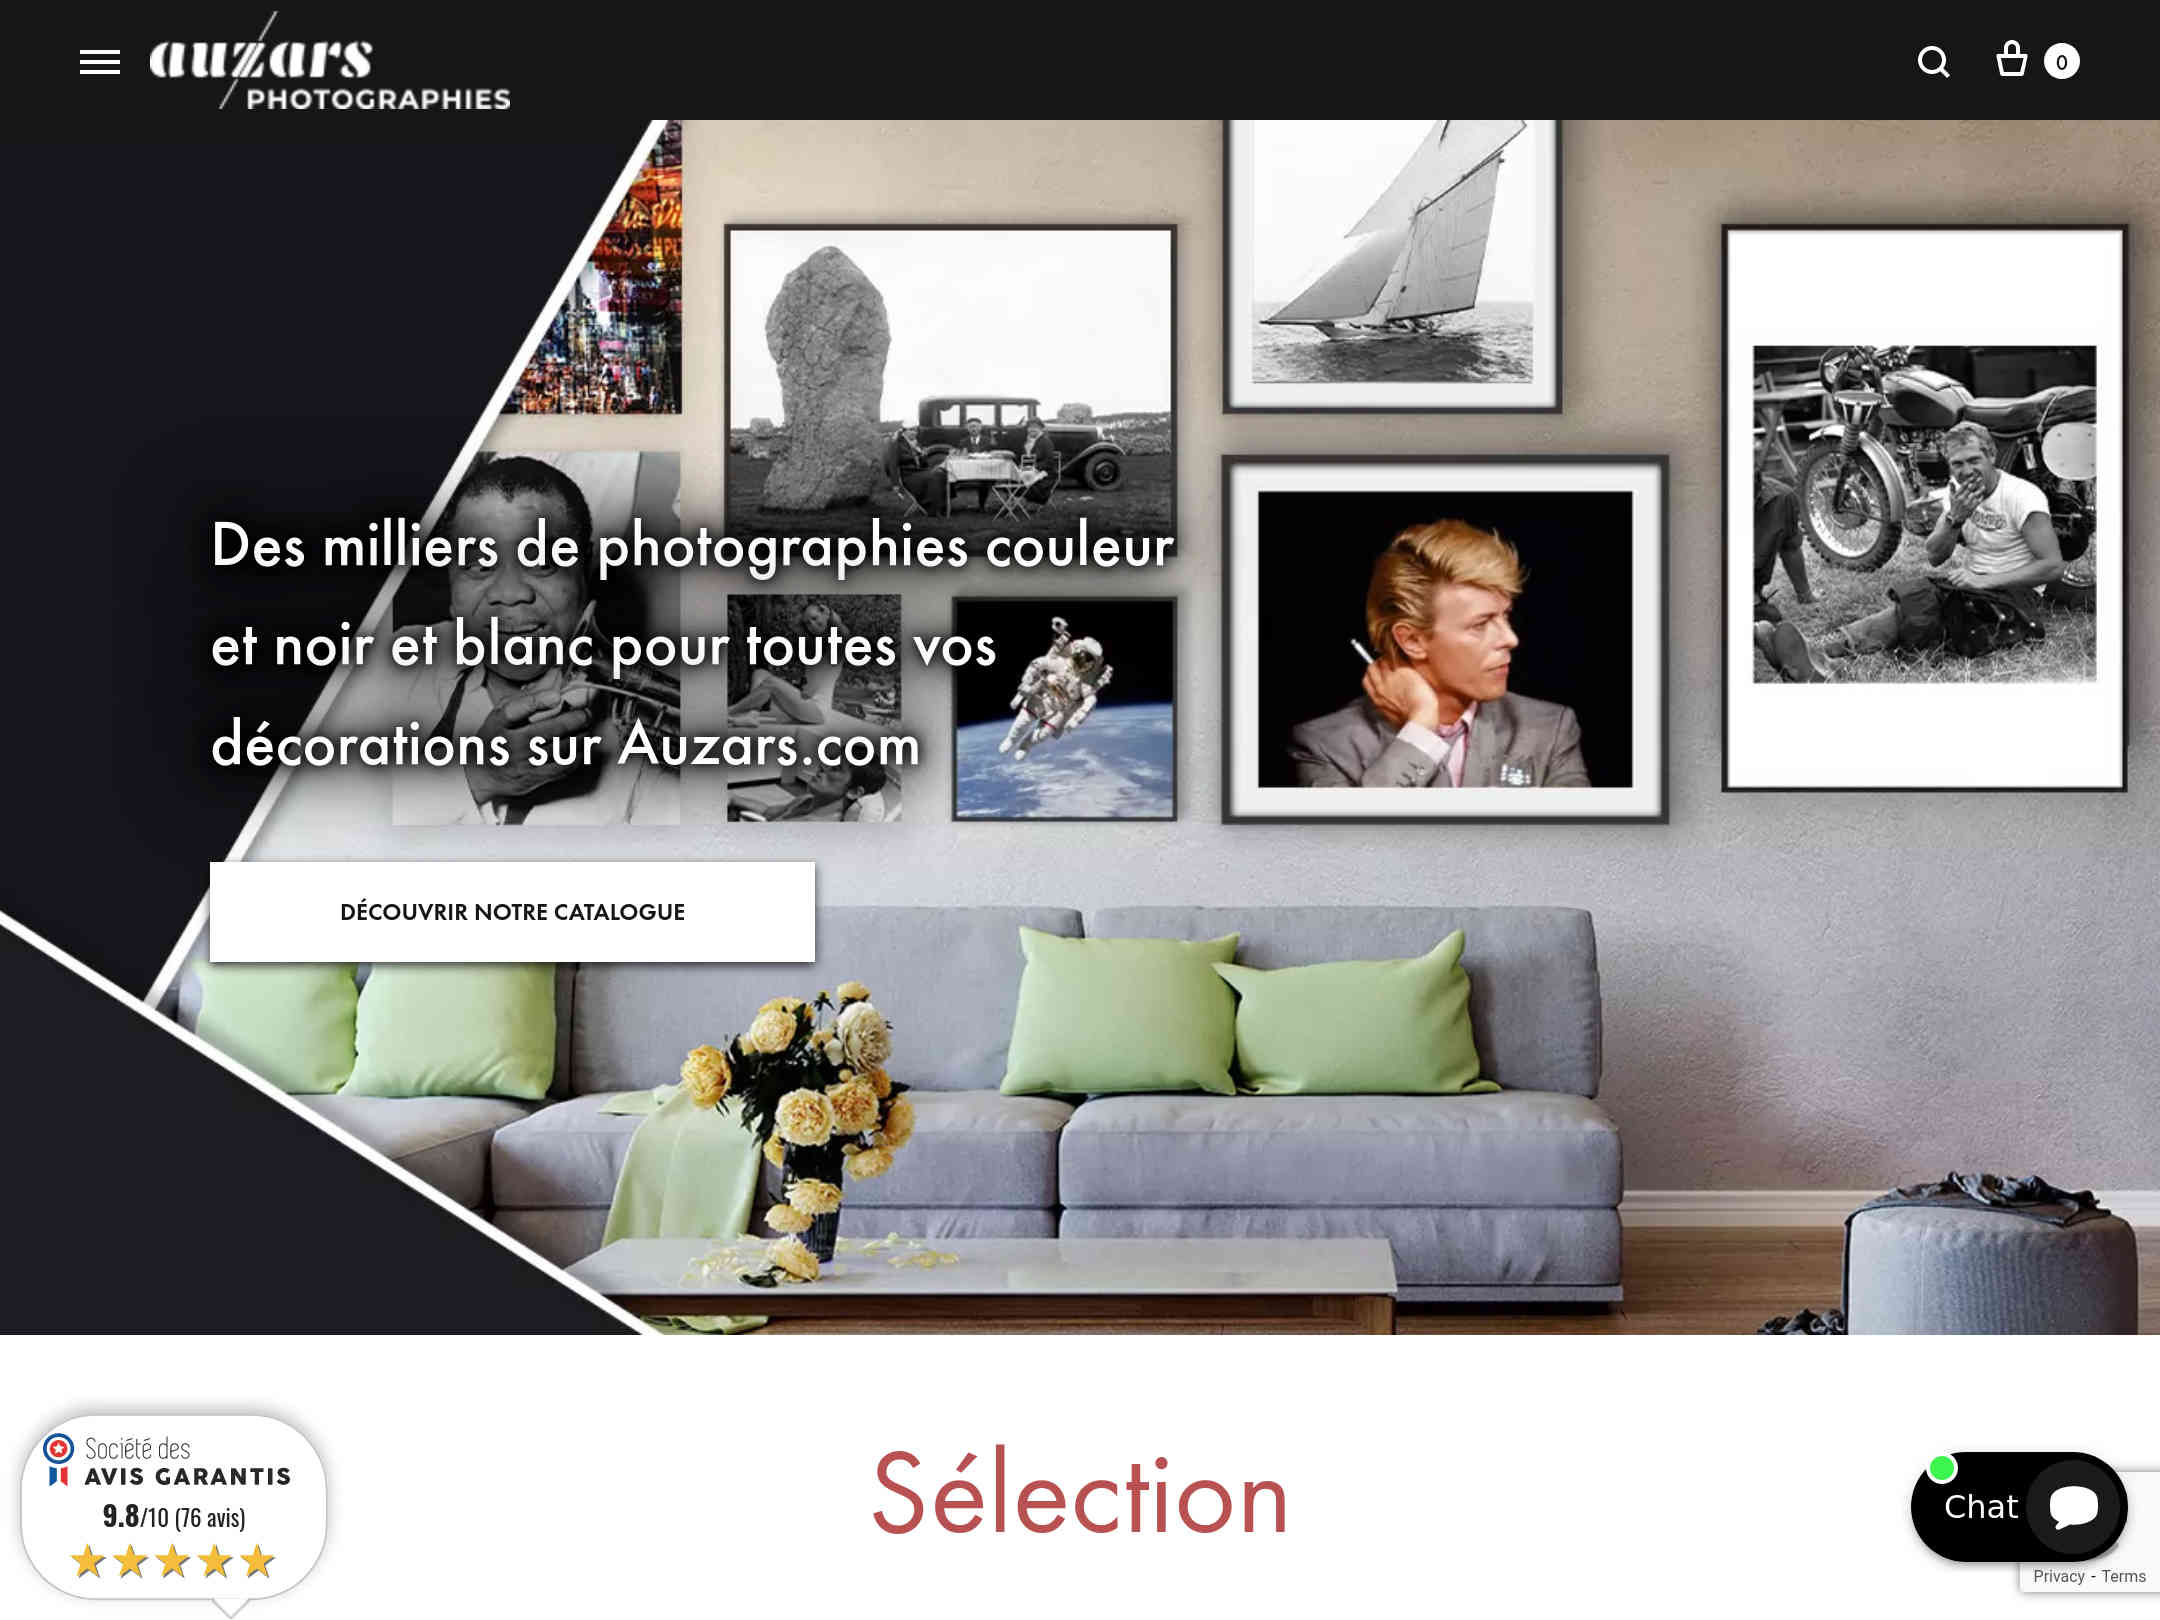 auzars
PHOTOGRAPHIES
0
Des milliers de photographies couleur
et noir et blanc pour toutes vos
décorations sur Auzars.com
DÉCOUVRIR NOTRE CATALOGUE
Sélection
Société des
AVIS GARANTIS
9.8/10 (76 avis)
Chat
Privacy - Terms